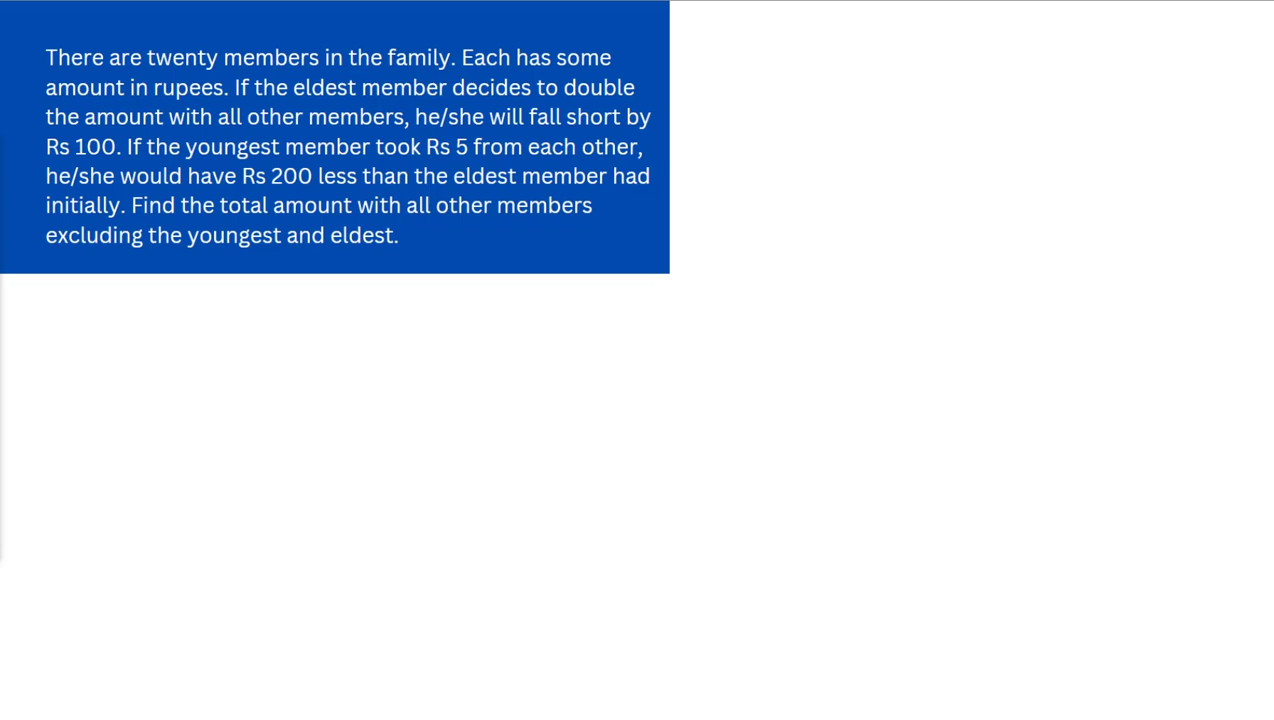 There are twenty members in the family. Each has some
amount in rupees. If the eldest member decides to double
the amount with all other members, he/she will fall short by
Rs 100. If the youngest member took Rs 5 from each other,
he/she would have Rs 200 less than the eldest member had
initially. Find the total amount with all other members
excluding the youngest and eldest.